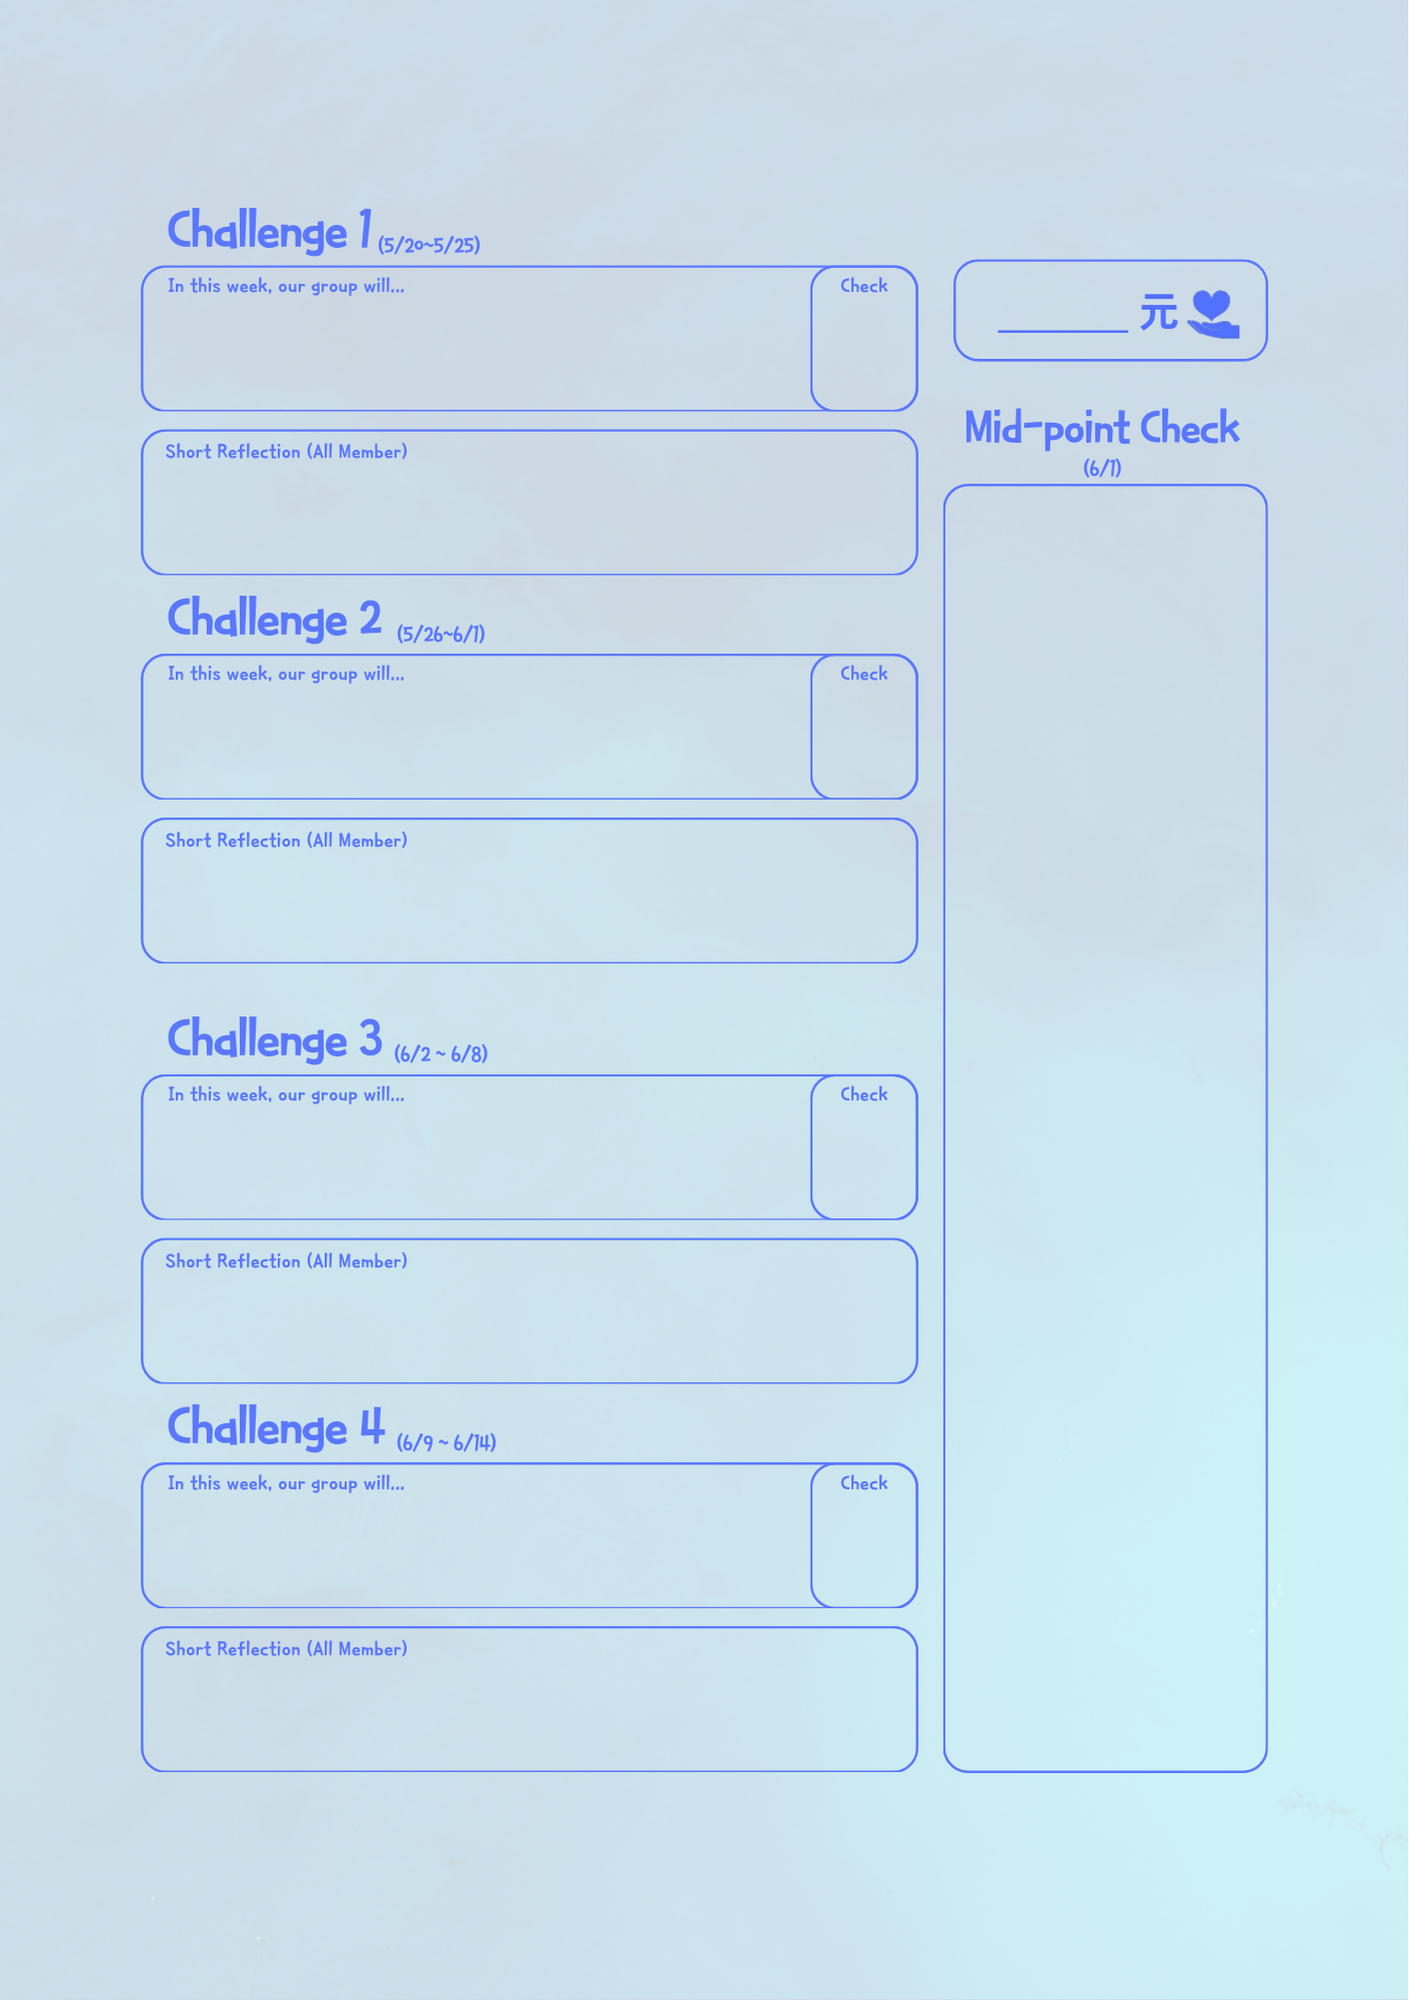 Challenge 1 (5/20~5/25)
In this week, our group will...
Check
Short Reflection (All Member)
Challenge 2 (5/26~6/1)
In this week, our group will...
Check
Short Reflection (All Member)
Challenge 3 (6/2 ~ 6/8)
In this week, our group will...
Check
Short Reflection (All Member)
Challenge 4 (6/9 ~ 6/14)
In this week, our group will...
Check
Short Reflection (All Member)
______ 元
Mid-point Check
(6/1)